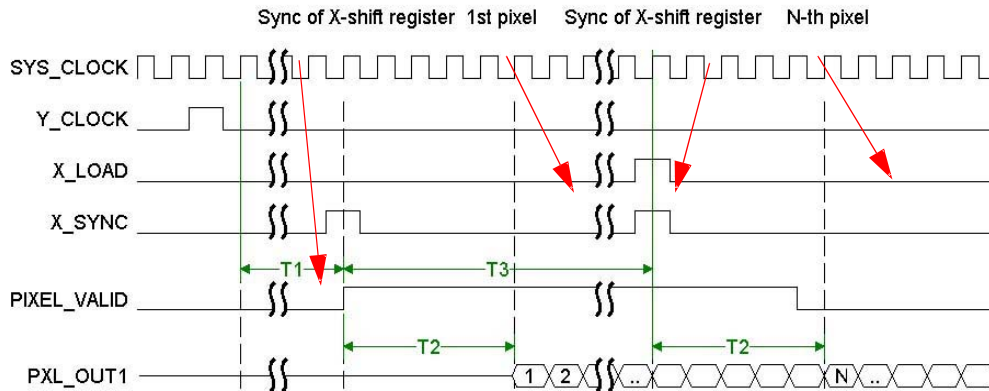 Sync of X-shift register 1st pixel Sync of X-shift register N-th pixel
SYS_CLOCK
Y_CLOCK
X_LOAD
X_SYNC
T1 T3
PIXEL_VALID
T2 T2
PXL_OUT1 1 2 .. N ..